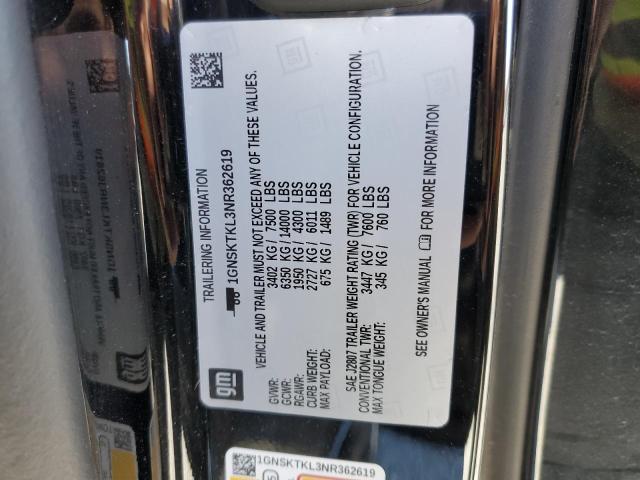 TRAILERING INFORMATION
1GNSKTKL3NR362619
VEHICLE AND TRAILER MUST NOT EXCEED ANY OF THESE VALUES.
GVWR: 3402 KG / 7500 LBS
GCWR: 6350 KG / 14000 LBS
RGAWR: 1950 KG / 4300 LBS
CURB WEIGHT: 2727 KG / 6011 LBS
MAX PAYLOAD: 675 KG / 1489 LBS
SAE J2807 TRAILER WEIGHT RATING (TWR) FOR VEHICLE CONFIGURATION.
CONVENTIONAL TWR: 3447 KG / 7600 LBS
MAX TONGUE WEIGHT: 345 KG / 760 LBS
SEE OWNER'S MANUAL FOR MORE INFORMATION
gm
1GNSKTKL3NR362619